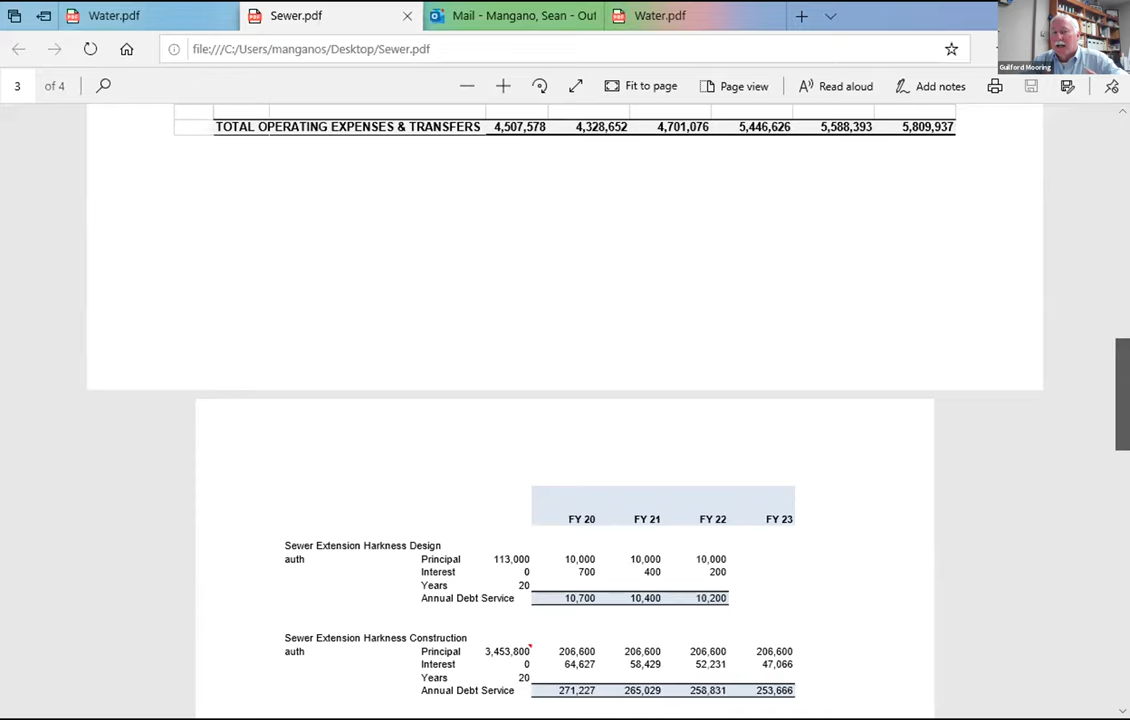 Water.pdf Sewer.pdf Mail - Mangano, Sean - Out Water.pdf
file:///C:/Users/manganos/Desktop/Sewer.pdf
Guilford Mooring
3 of 4 Fit to page Page view Read aloud Add notes
TOTAL OPERATING EXPENSES & TRANSFERS 4,507,578 4,328,652 4,701,076 5,446,626 5,588,393 5,809,937
FY 20 FY 21 FY 22 FY 23
Sewer Extension Harkness Design
auth Principal 113,000 10,000 10,000 10,000
Interest 0 700 400 200
Years 20
Annual Debt Service 10,700 10,400 10,200
Sewer Extension Harkness Construction
auth Principal 3,453,800 206,600 206,600 206,600 206,600
Interest 0 64,627 58,429 52,231 47,066
Years 20
Annual Debt Service 271,227 265,029 258,831 253,666